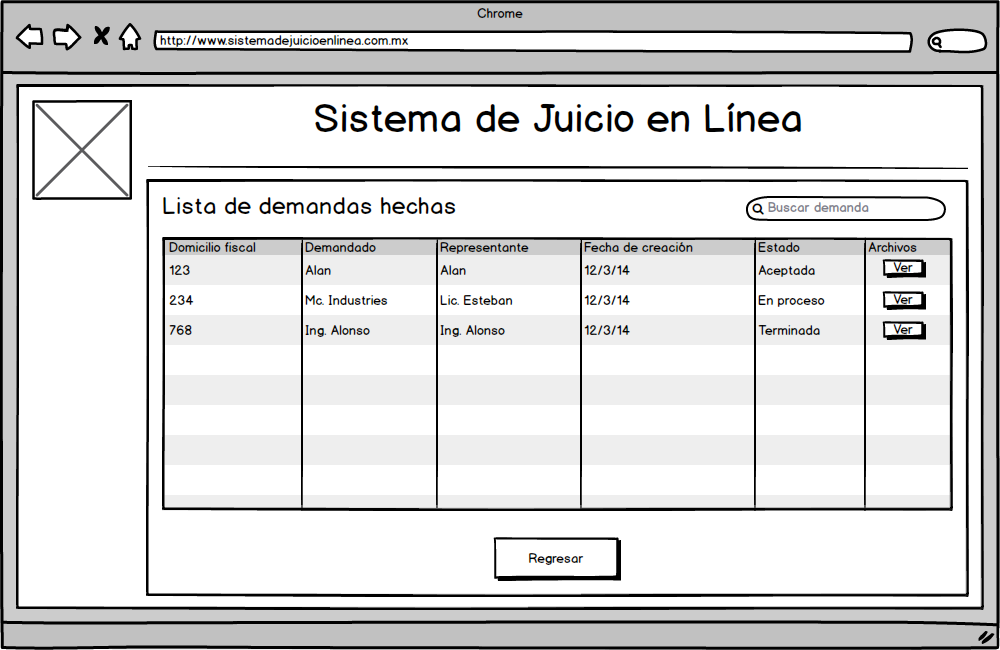 Chrome
http://www.sistemadejuicioenlinea.com.mx
Sistema de Juicio en Línea
Lista de demandas hechas
Buscar demanda
Domicilio fiscal Demandado Representante Fecha de creación Estado Archivos
123 Alan Alan 12/3/14 Aceptada Ver
234 Mc. Industries Lic. Esteban 12/3/14 En proceso Ver
768 Ing. Alonso Ing. Alonso 12/3/14 Terminada Ver
Regresar